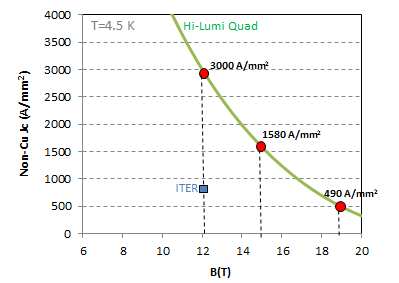 4000
T=4.5 K
Hi-Lumi Quad
3500
3000 A/mm²
3000
2500
2000
1580 A/mm²
1500
1000
ITER
490 A/mm²
500
0
6 8 10 12 14 16 18 20
Non-Cu Jc (A/mm²)
B(T)